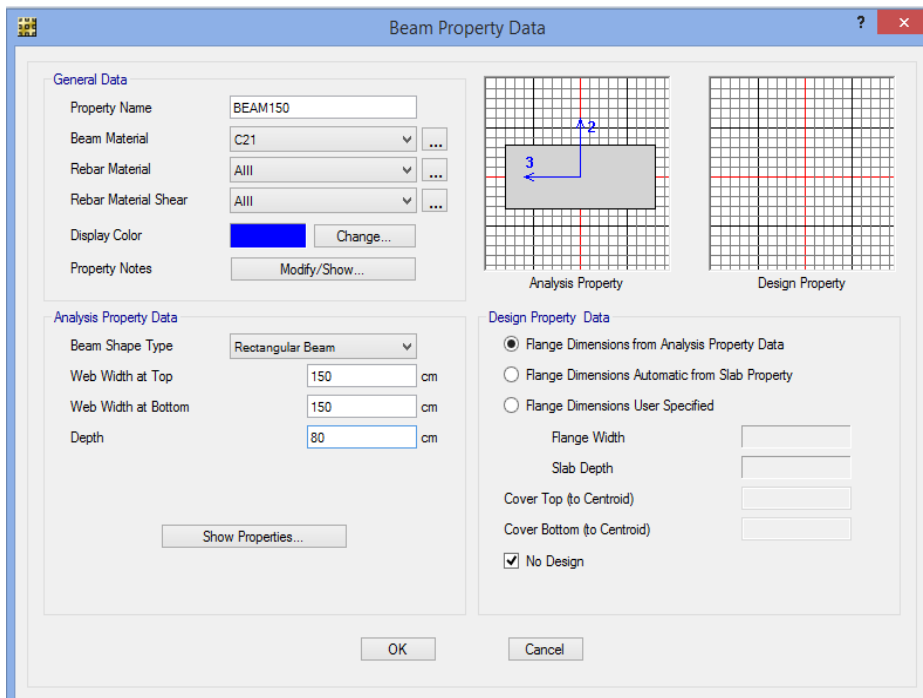 Beam Property Data
?
General Data
Property Name BEAM150
Beam Material C21 ...
Rebar Material AIII ...
Rebar Material Shear AIII ...
Display Color Change...
Property Notes Modify/Show...
2
3
Analysis Property
Design Property
Analysis Property Data
Beam Shape Type Rectangular Beam
Web Width at Top 150 cm
Web Width at Bottom 150 cm
Depth 80 cm
Show Properties...
Design Property Data
Flange Dimensions from Analysis Property Data
Flange Dimensions Automatic from Slab Property
Flange Dimensions User Specified
Flange Width
Slab Depth
Cover Top (to Centroid)
Cover Bottom (to Centroid)
No Design
OK
Cancel